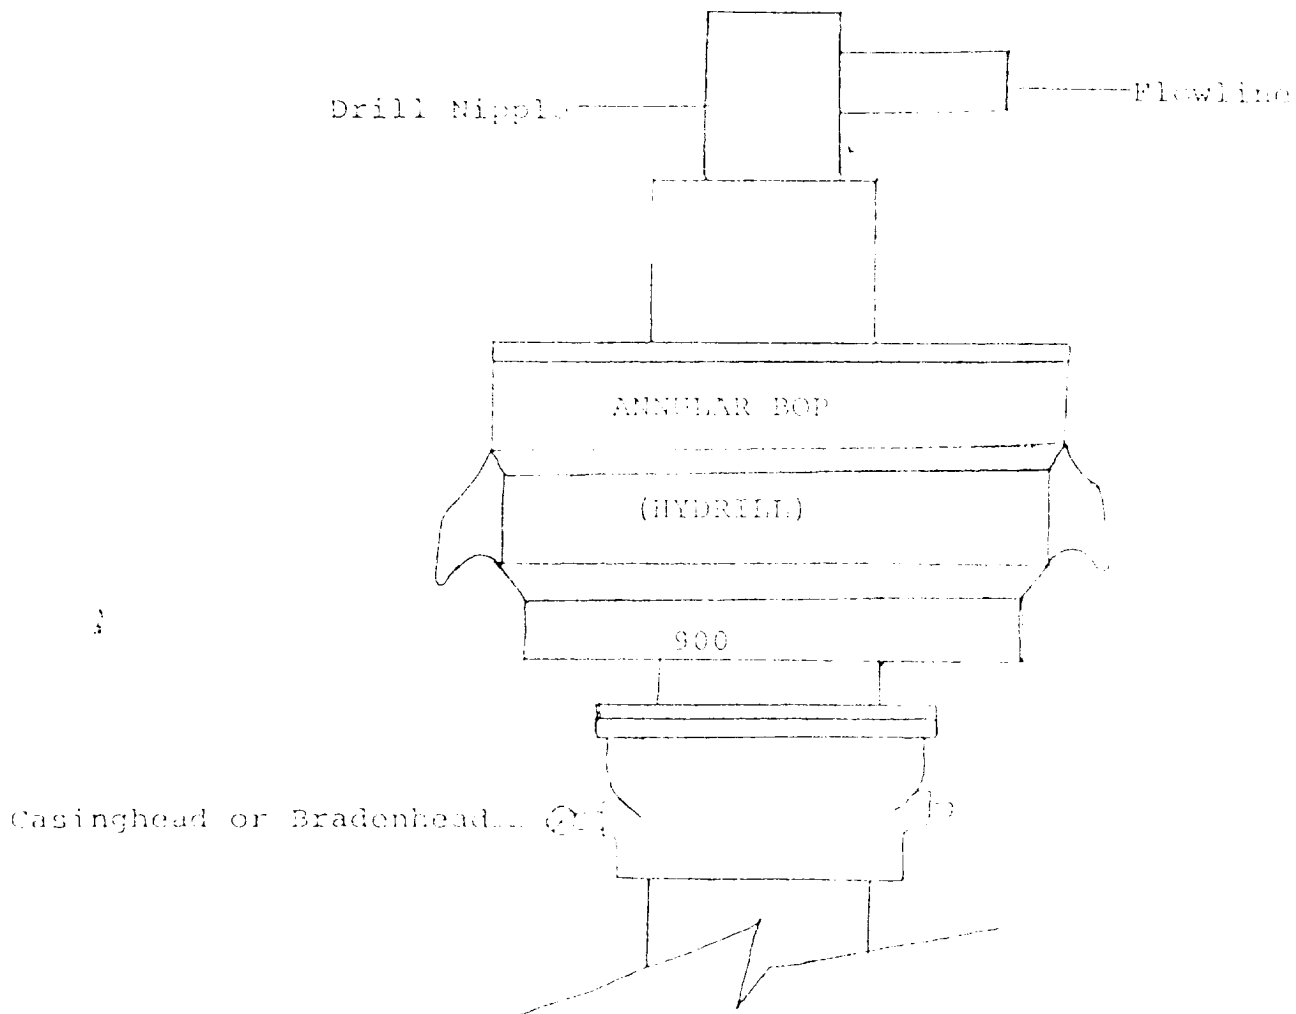 Drill Nipple
Flowline
ANNULAR BOP
(HYDRILL)
900
Casinghead or Bradenhead